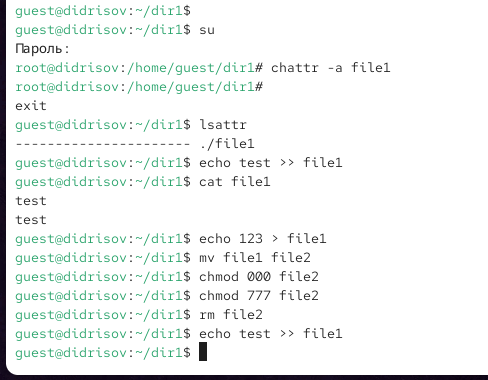 guest@didrisov:~/dir1$
guest@didrisov:~/dir1$ su
Пароль:
root@didrisov:/home/guest/dir1# chattr -a file1
root@didrisov:/home/guest/dir1#
exit
guest@didrisov:~/dir1$ lsattr
---------------------- ./file1
guest@didrisov:~/dir1$ echo test >> file1
guest@didrisov:~/dir1$ cat file1
test
test
guest@didrisov:~/dir1$ echo 123 > file1
guest@didrisov:~/dir1$ mv file1 file2
guest@didrisov:~/dir1$ chmod 000 file2
guest@didrisov:~/dir1$ chmod 777 file2
guest@didrisov:~/dir1$ rm file2
guest@didrisov:~/dir1$ echo test >> file1
guest@didrisov:~/dir1$